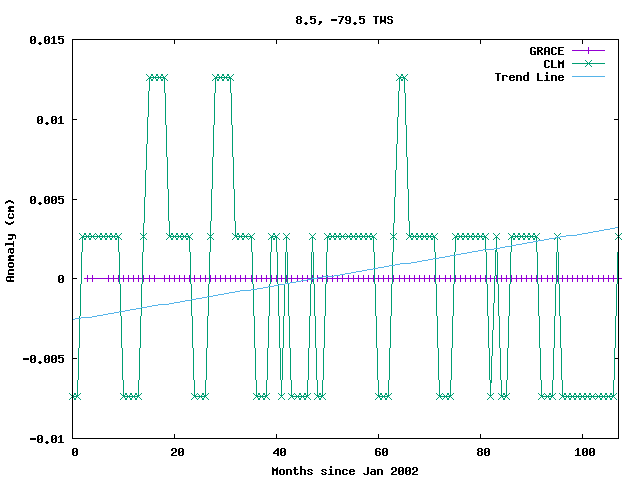 8.5, -79.5 TWS
GRACE
CLM
Trend Line
0.015
0.01
0.005
0
-0.005
-0.01
Anomaly (cm)
0 20 40 60 80 100
Months since Jan 2002